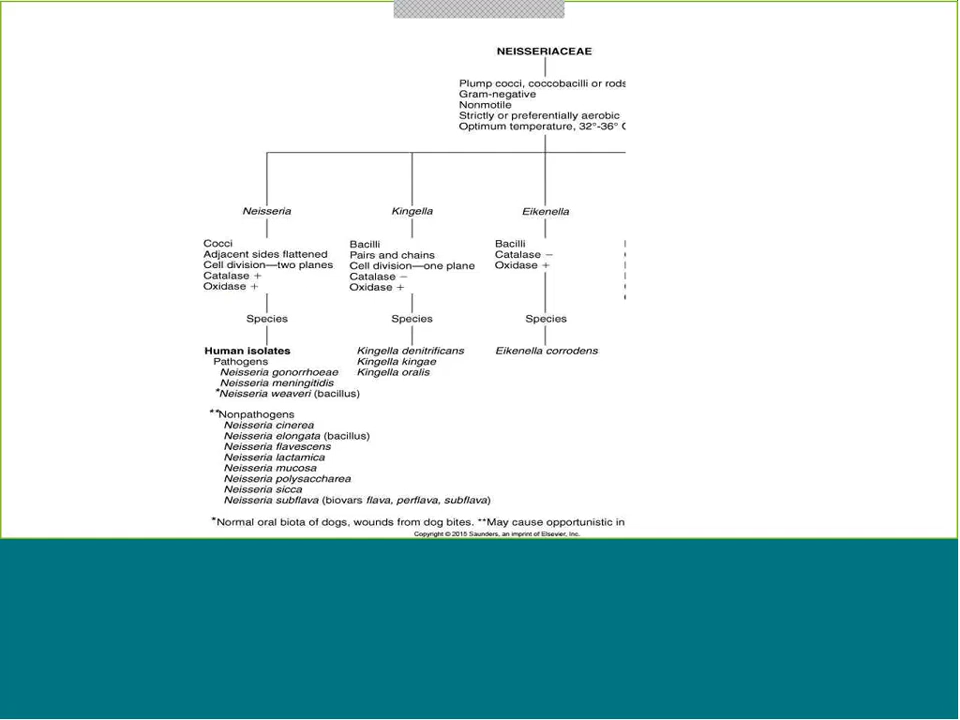 NEISSERIACEAE
Plump cocci, coccobacilli or rods
Gram-negative
Nonmotile
Strictly or preferentially aerobic
Optimum temperature, 32°-36°
Neisseria
Cocci
Adjacent sides flattened
Cell division—two planes
Catalase +
Oxidase +
Species
Human isolates
Pathogens
Neisseria gonorrhoeae
Neisseria meningitidis
*Neisseria weaveri (bacillus)
**Nonpathogens
Neisseria cinerea
Neisseria elongata (bacillus)
Neisseria flavescens
Neisseria lactamica
Neisseria mucosa
Neisseria polysaccharea
Neisseria sicca
Neisseria subflava (biovars flava, perflava, subflava)
Kingella
Bacilli
Pairs and chains
Cell division—one plane
Catalase −
Oxidase +
Species
Kingella denitrificans
Kingella kingae
Kingella oralis
Eikenella
Bacilli
Catalase −
Oxidase +
Species
Eikenella corrodens
*Normal oral biota of dogs, wounds from dog bites. **May cause opportunistic in
Copyright © 2015 Saunders, an imprint of Elsevier, Inc.